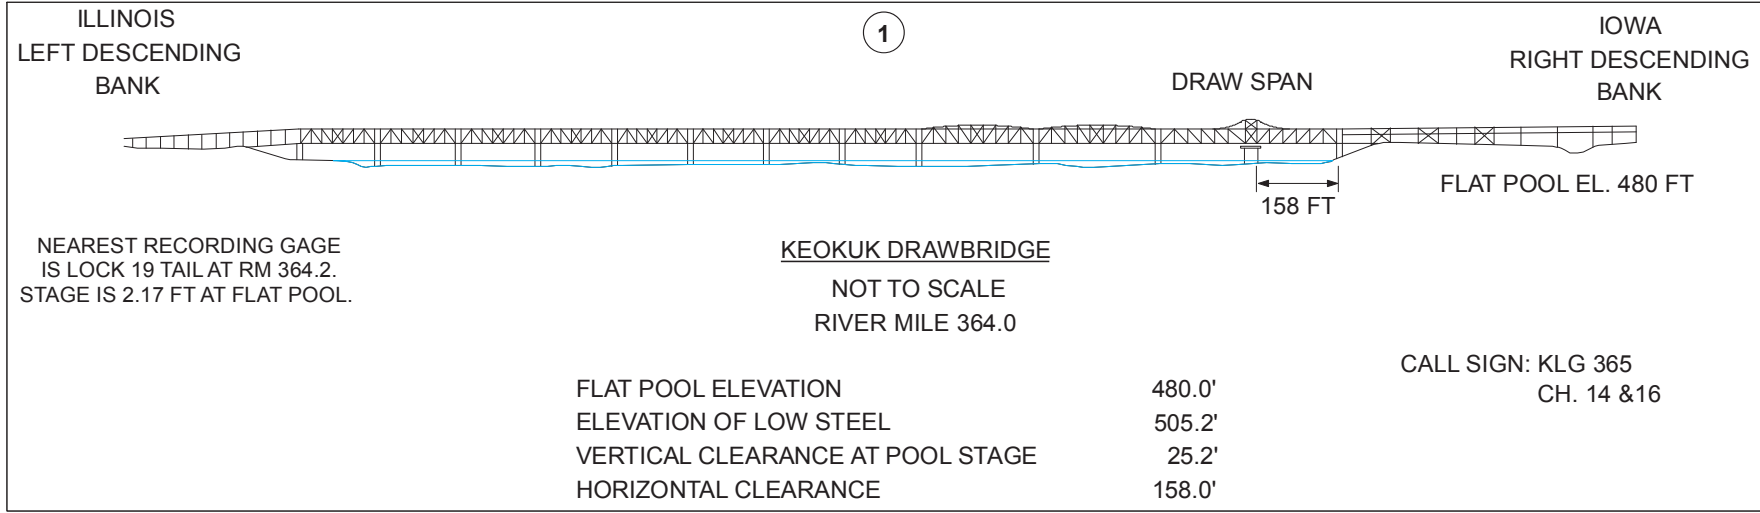 ILLINOIS
LEFT DESCENDING
BANK
1
IOWA
RIGHT DESCENDING
BANK
DRAW SPAN
158 FT
FLAT POOL EL. 480 FT
NEAREST RECORDING GAGE
IS LOCK 19 TAIL AT RM 364.2.
STAGE IS 2.17 FT AT FLAT POOL.
KEOKUK DRAWBRIDGE
NOT TO SCALE
RIVER MILE 364.0
CALL SIGN: KLG 365
CH. 14 &16
FLAT POOL ELEVATION 480.0'
ELEVATION OF LOW STEEL 505.2'
VERTICAL CLEARANCE AT POOL STAGE 25.2'
HORIZONTAL CLEARANCE 158.0'